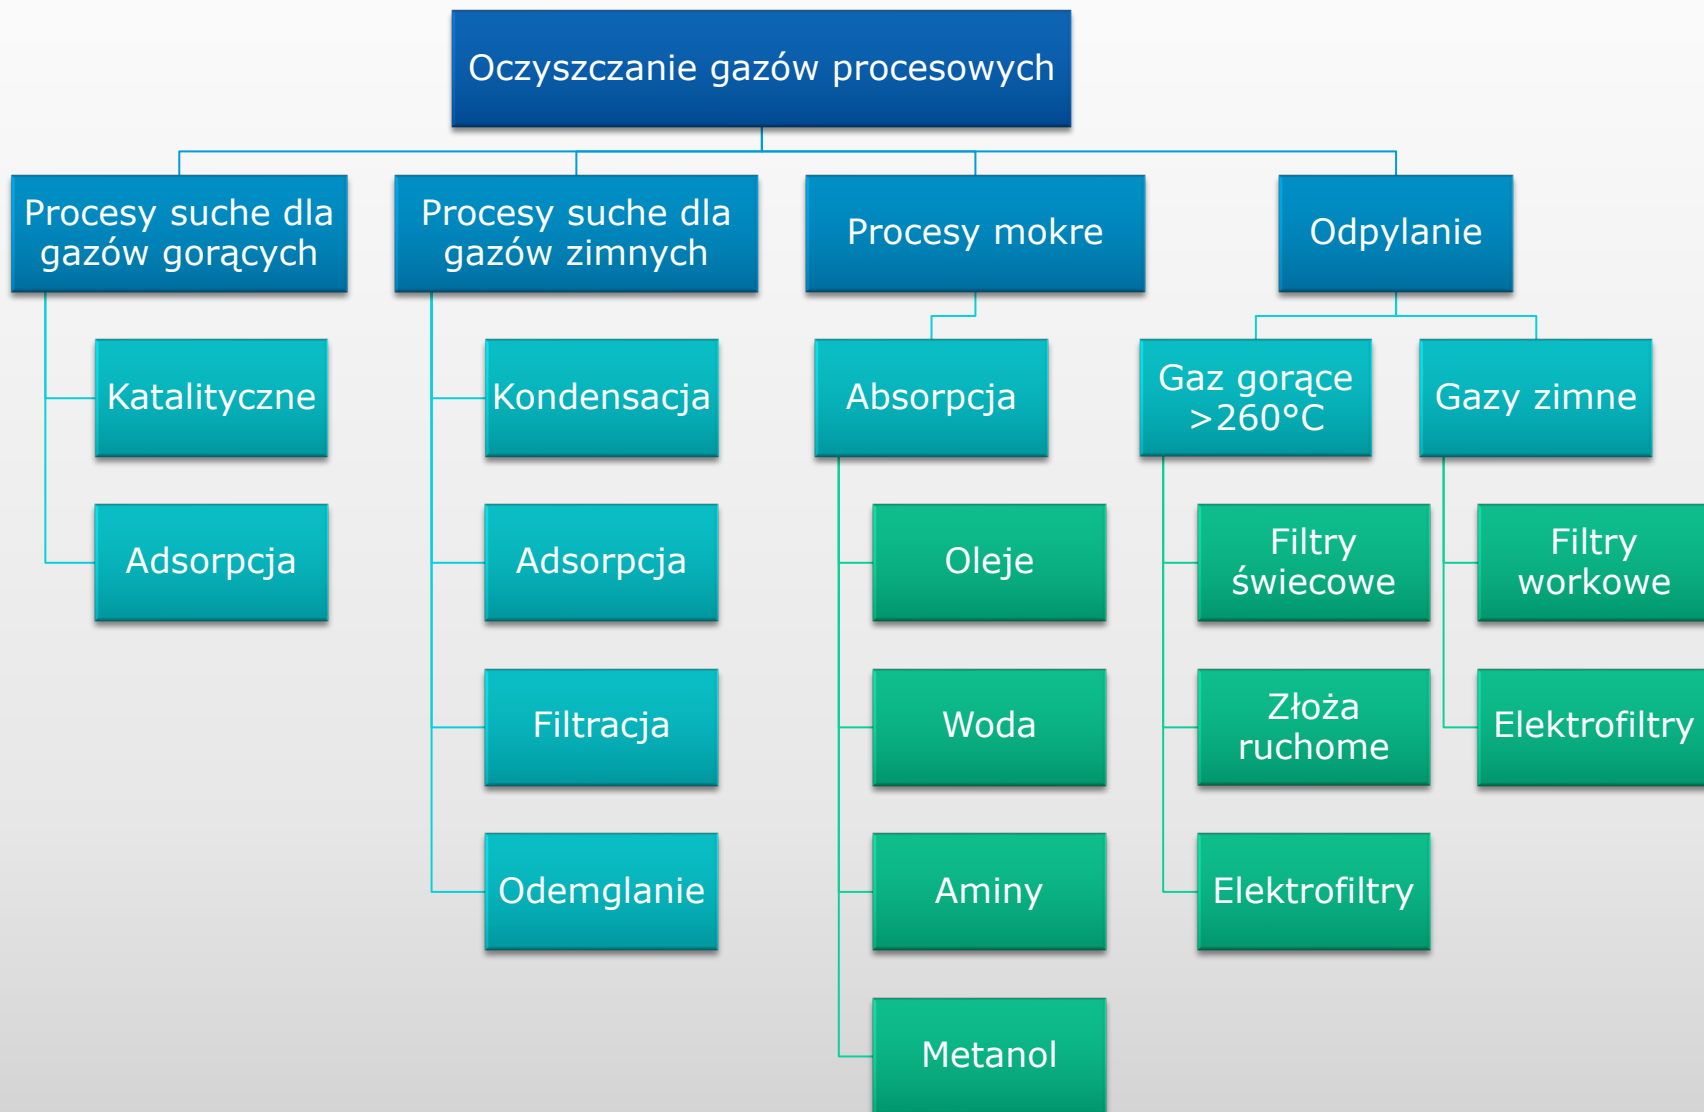 Oczyszczanie gazów procesowych
Procesy suche dla
gazów gorących
Katalityczne
Adsorpcja
Procesy suche dla
gazów zimnych
Kondensacja
Adsorpcja
Filtracja
Odemglanie
Procesy mokre
Absorpcja
Oleje
Woda
Aminy
Metanol
Odpylanie
Gaz gorące
>260°C
Filtry
świecowe
Złoża
ruchome
Elektrofiltry
Gazy zimne
Filtry
workowe
Elektrofiltry